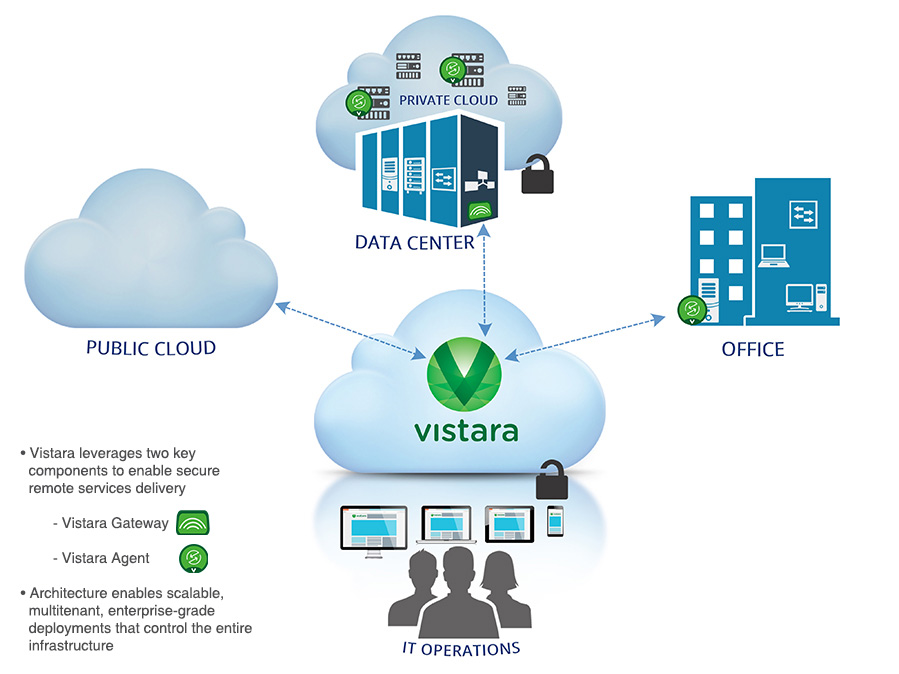 PRIVATE CLOUD
DATA CENTER
PUBLIC CLOUD
OFFICE
vistara
• Vistara leverages two key
components to enable secure
remote services delivery
- Vistara Gateway
- Vistara Agent
• Architecture enables scalable,
multitenant, enterprise-grade
deployments that control the entire
infrastructure
IT OPERATIONS